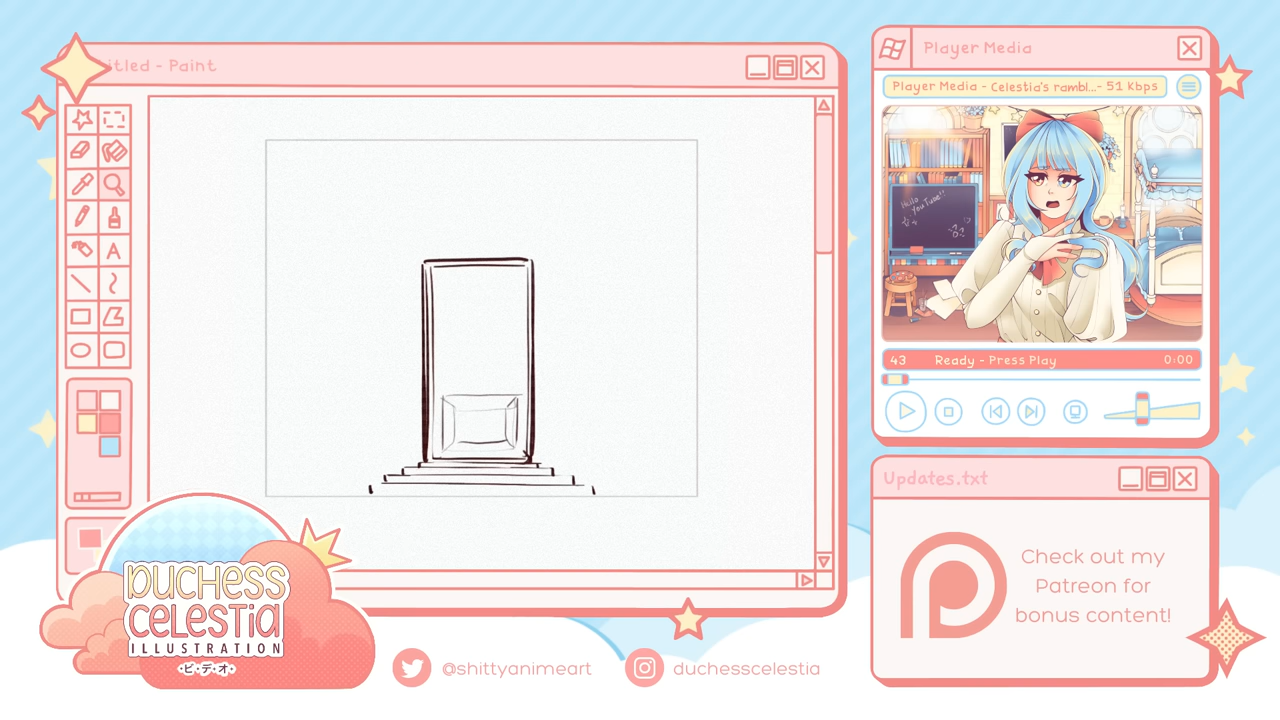 titled - Paint
Player Media
Player Media - Celestia's rambl...- 51 Kbps
Hello
YouTube!!
43 Ready - Press Play 0:00
A
Updates.txt
Check out my
Patreon for
bonus content!
DUCHESS
CELESTIA
ILLUSTRATION
・ビ・デ・オ・
@shittyanimeart
duchesscelestia